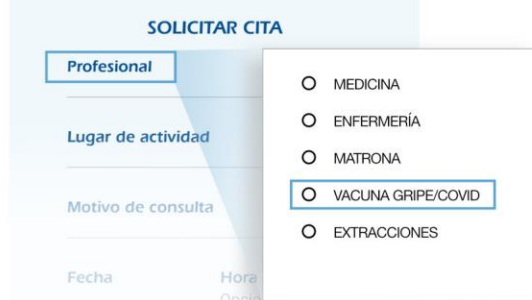 SOLICITAR CITA
Profesional
Lugar de actividad
Motivo de consulta
Fecha
Hora
MEDICINA
ENFERMERÍA
MATRONA
VACUNA GRIPE/COVID
EXTRACCIONES